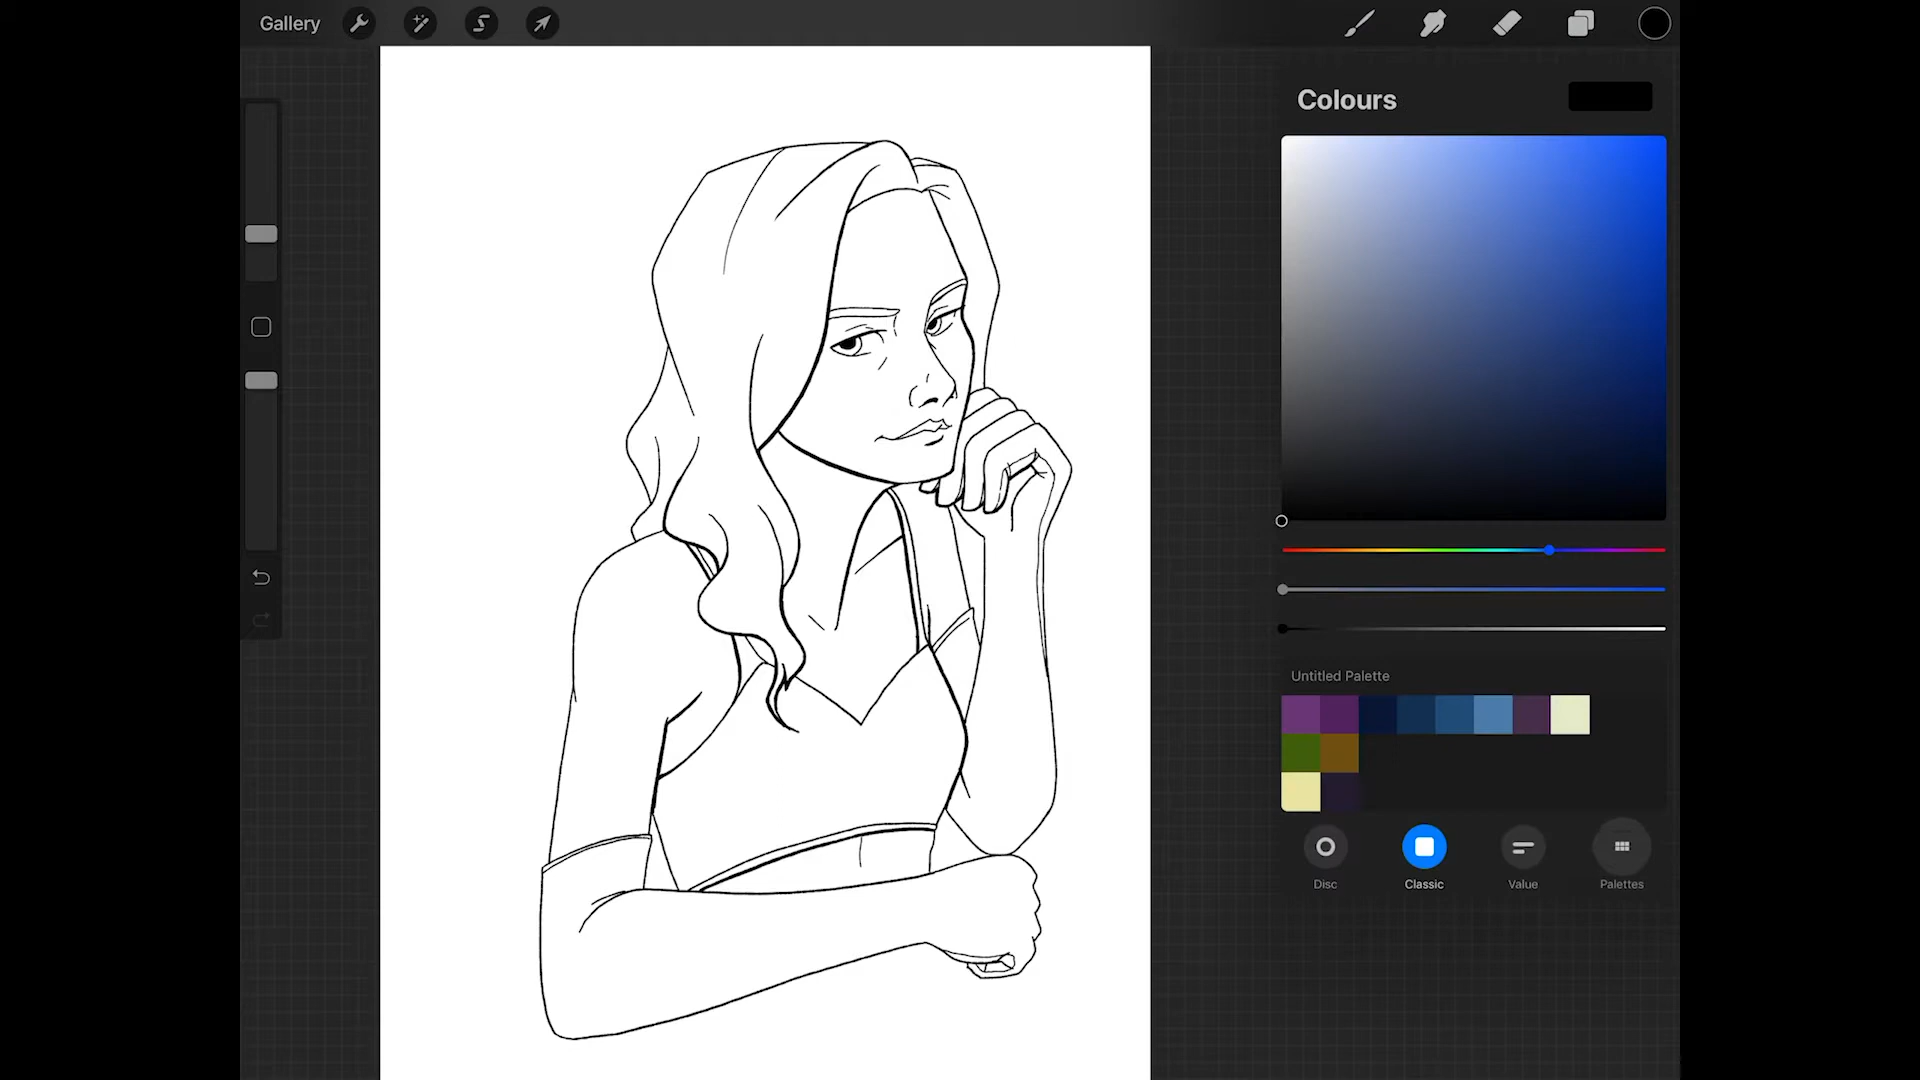 Gallery
Colours
Untitled Palette
Disc
Classic
Value
Palettes